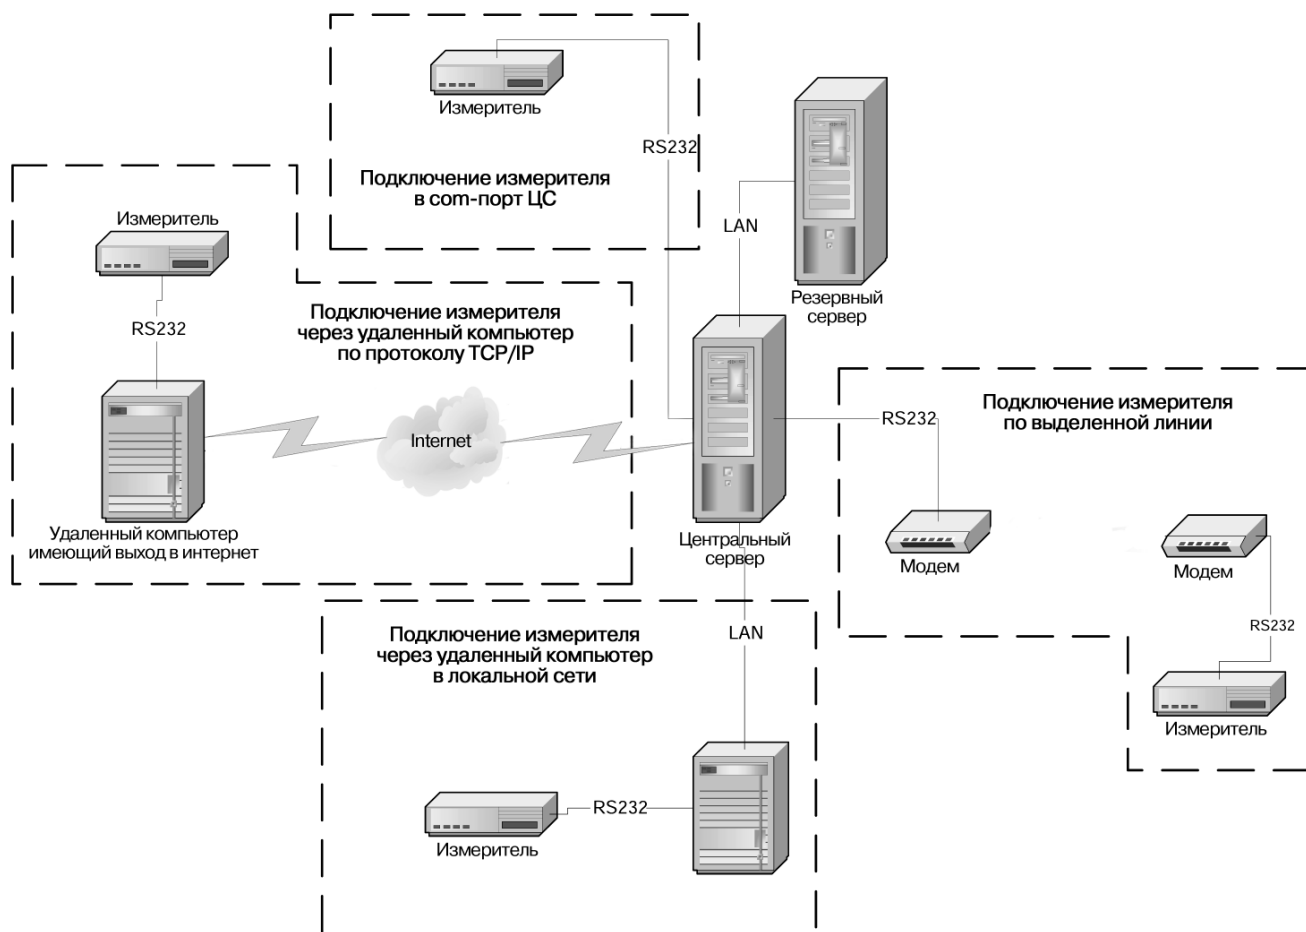 Измеритель
RS232
Подключение измерителя
в com-порт ЦС
LAN
Резервный
сервер
Измеритель
RS232
Подключение измерителя
через удаленный компьютер
по протоколу TCP/IP
Internet
Удаленный компьютер
имеющий выход в интернет
Центральный
сервер
RS232
Подключение измерителя
по выделенной линии
Модем
Модем
RS232
Измеритель
LAN
Подключение измерителя
через удаленный компьютер
в локальной сети
RS232
Измеритель